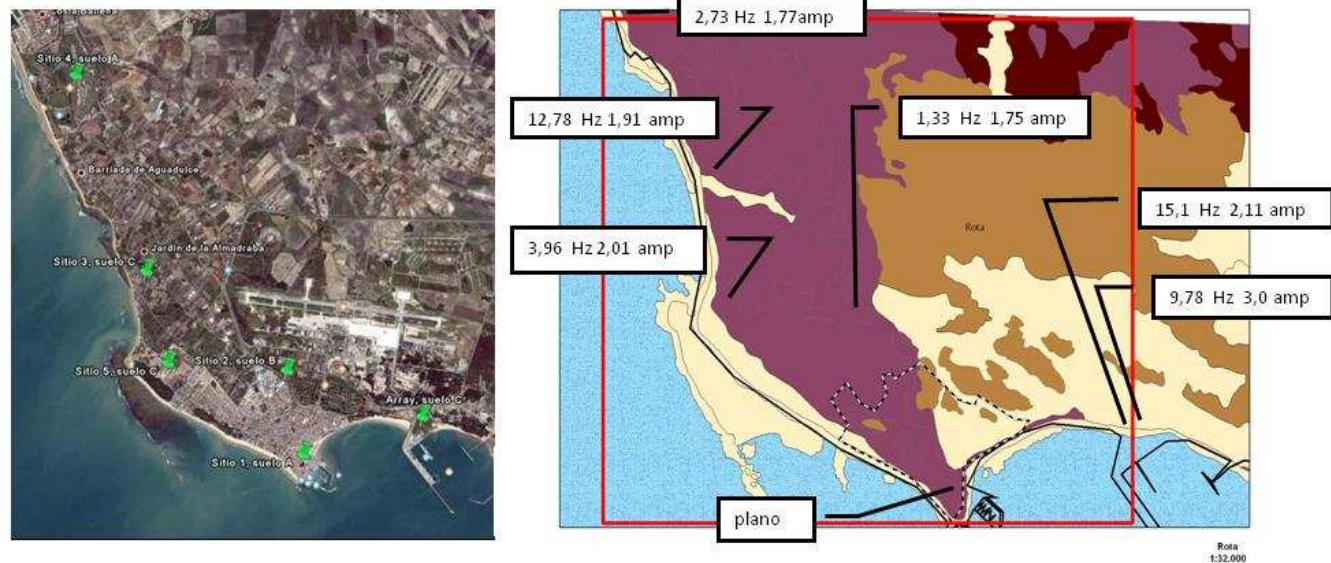 Costa Ballena
Sitio 4, suelo A
Barriada de Aguadulce
Jardín de la Almadraba
Sitio 3, suelo C
Sitio 2, suelo B
Sitio 5, suelo C
Array, suelo C
Sitio 1, suelo A
2,73 Hz 1,77amp
12,78 Hz 1,91 amp
1,33 Hz 1,75 amp
15,1 Hz 2,11 amp
Rota
3,96 Hz 2,01 amp
9,78 Hz 3,0 amp
plano
Rota
1:32.000